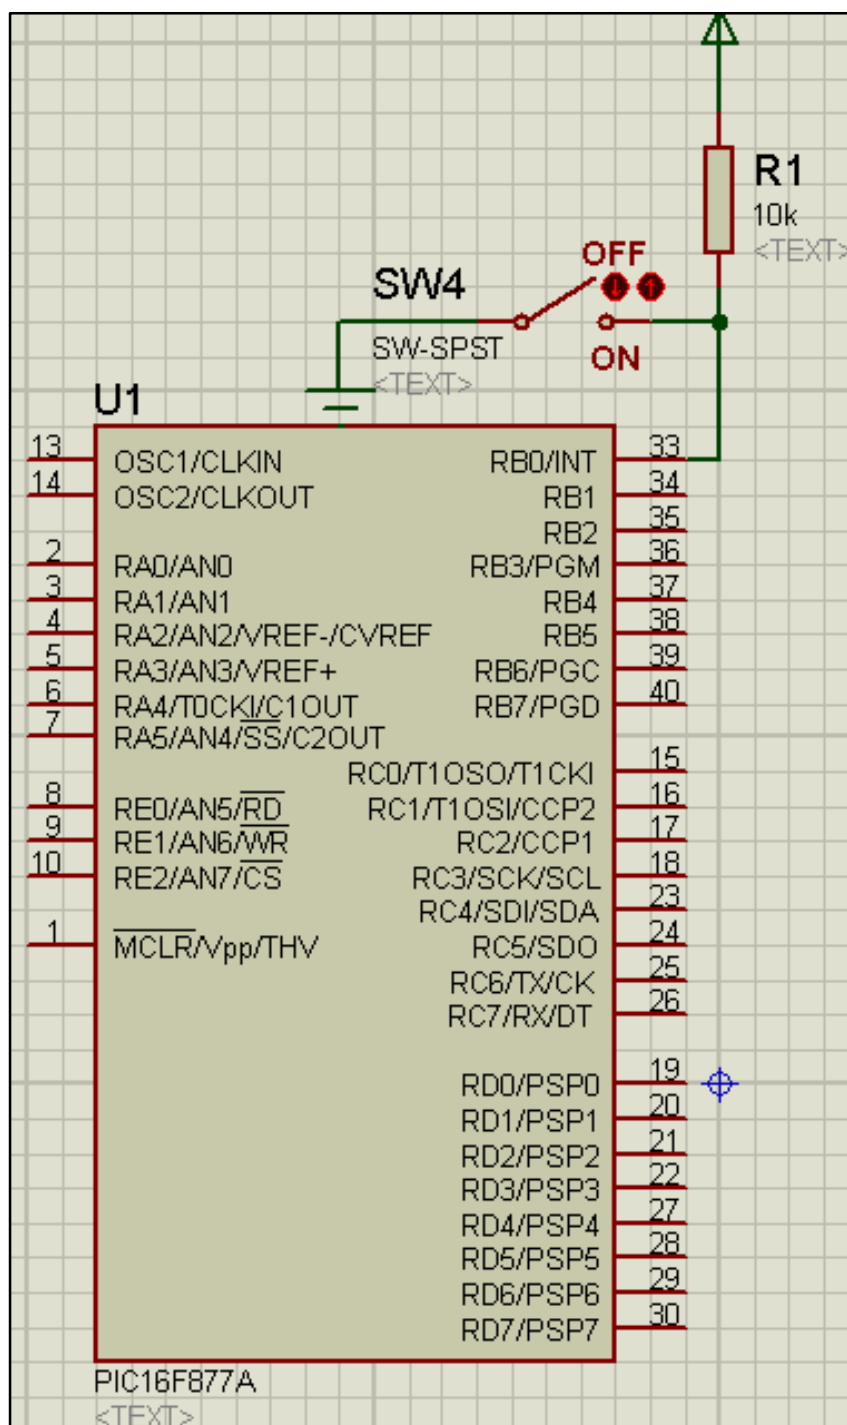 R1
10k
<TEXT>
OFF
SW4
SW-SPST
<TEXT>
ON
U1
13
OSC1/CLKIN
14
OSC2/CLKOUT
2
RA0/AN0
3
RA1/AN1
4
RA2/AN2/VREF-/CVREF
5
RA3/AN3/VREF+
6
RA4/T0CKI/C1OUT
7
RA5/AN4/SS/C2OUT
8
RE0/AN5/RD
9
RE1/AN6/WR
10
RE2/AN7/CS
1
MCLR/Vpp/THV
RB0/INT
33
RB1
34
RB2
35
RB3/PGM
36
RB4
37
RB5
38
RB6/PGC
39
RB7/PGD
40
RC0/T1OSO/T1CKI
15
RC1/T1OSI/CCP2
16
RC2/CCP1
17
RC3/SCK/SCL
18
RC4/SDI/SDA
23
RC5/SDO
24
RC6/TX/CK
25
RC7/RX/DT
26
RD0/PSP0
19
RD1/PSP1
20
RD2/PSP2
21
RD3/PSP3
22
RD4/PSP4
27
RD5/PSP5
28
RD6/PSP6
29
RD7/PSP7
30
PIC16F877A
<TEXT>